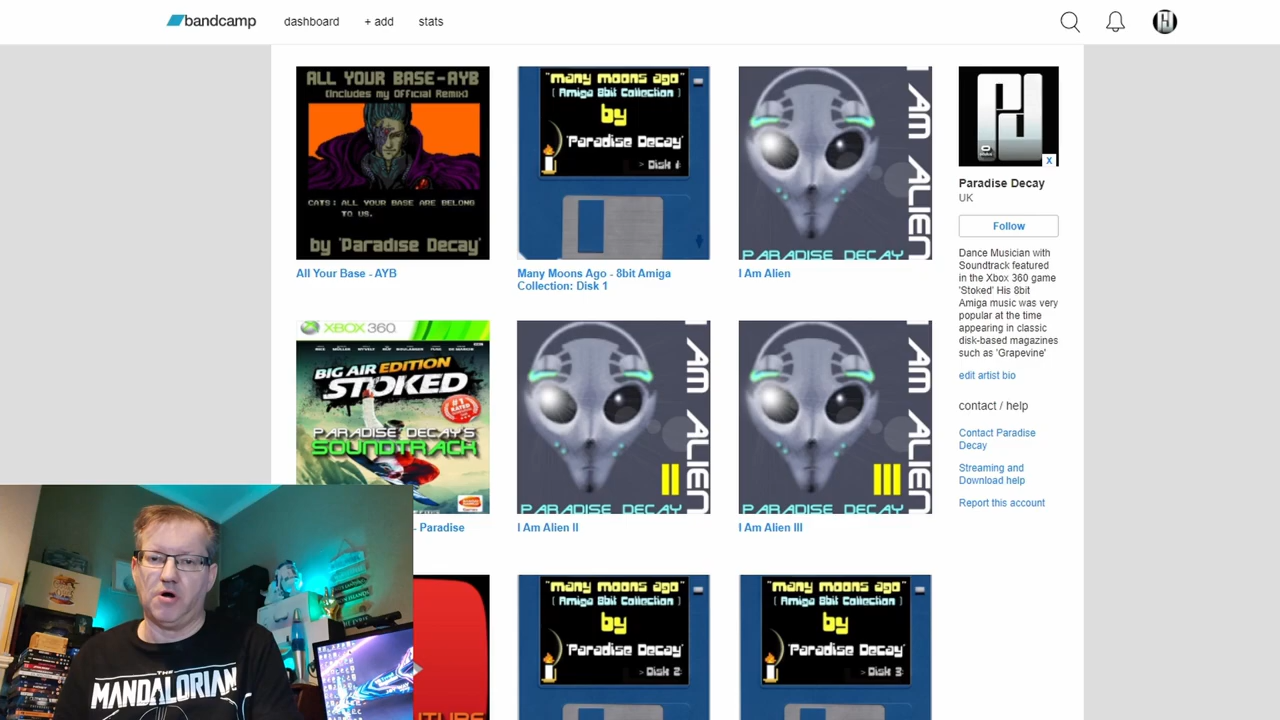 bandcamp
dashboard
+ add
stats
ALL YOUR BASE-AYB
(Includes my Official Remix)
CATS: ALL YOUR BASE ARE BELONG
TO US.
by 'Paradise Decay'
All Your Base - AYB
"many moons ago"
( Amiga 8bit Collection )
by
'Paradise Decay'
> Disk 1:
Many Moons Ago - 8bit Amiga
Collection: Disk 1
I AM ALIEN
PARADISE DECAY
I Am Alien
PJ
X
Paradise Decay
UK
Follow
Dance Musician with
Soundtrack featured
in the Xbox 360 game
'Stoked' His 8bit
Amiga music was very
popular at the time
appearing in classic
disk-based magazines
such as 'Grapevine'
edit artist bio
contact / help
Contact Paradise
Decay
Streaming and
Download help
Report this account
XBOX 360
BIG AIR EDITION
STOKED
#1
RATED
PARADISE DECAY'S
SOUNDTRACK
- Paradise
I AM ALIEN
II
PARADISE DECAY
I Am Alien II
I AM ALIEN
III
PARADISE DECAY
I Am Alien III
THE
MANDALORIAN
"many moons ago"
( Amiga 8bit Collection )
by
'Paradise Decay'
> Disk 2:
"many moons ago"
( Amiga 8bit Collection )
by
'Paradise Decay'
> Disk 3: